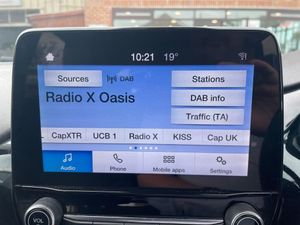 10:21 19°
Sources DAB Stations
Radio X Oasis DAB info
Traffic (TA)
CapXTR UCB 1 Radio X KISS Cap UK
Audio Phone Mobile apps Settings
VOL